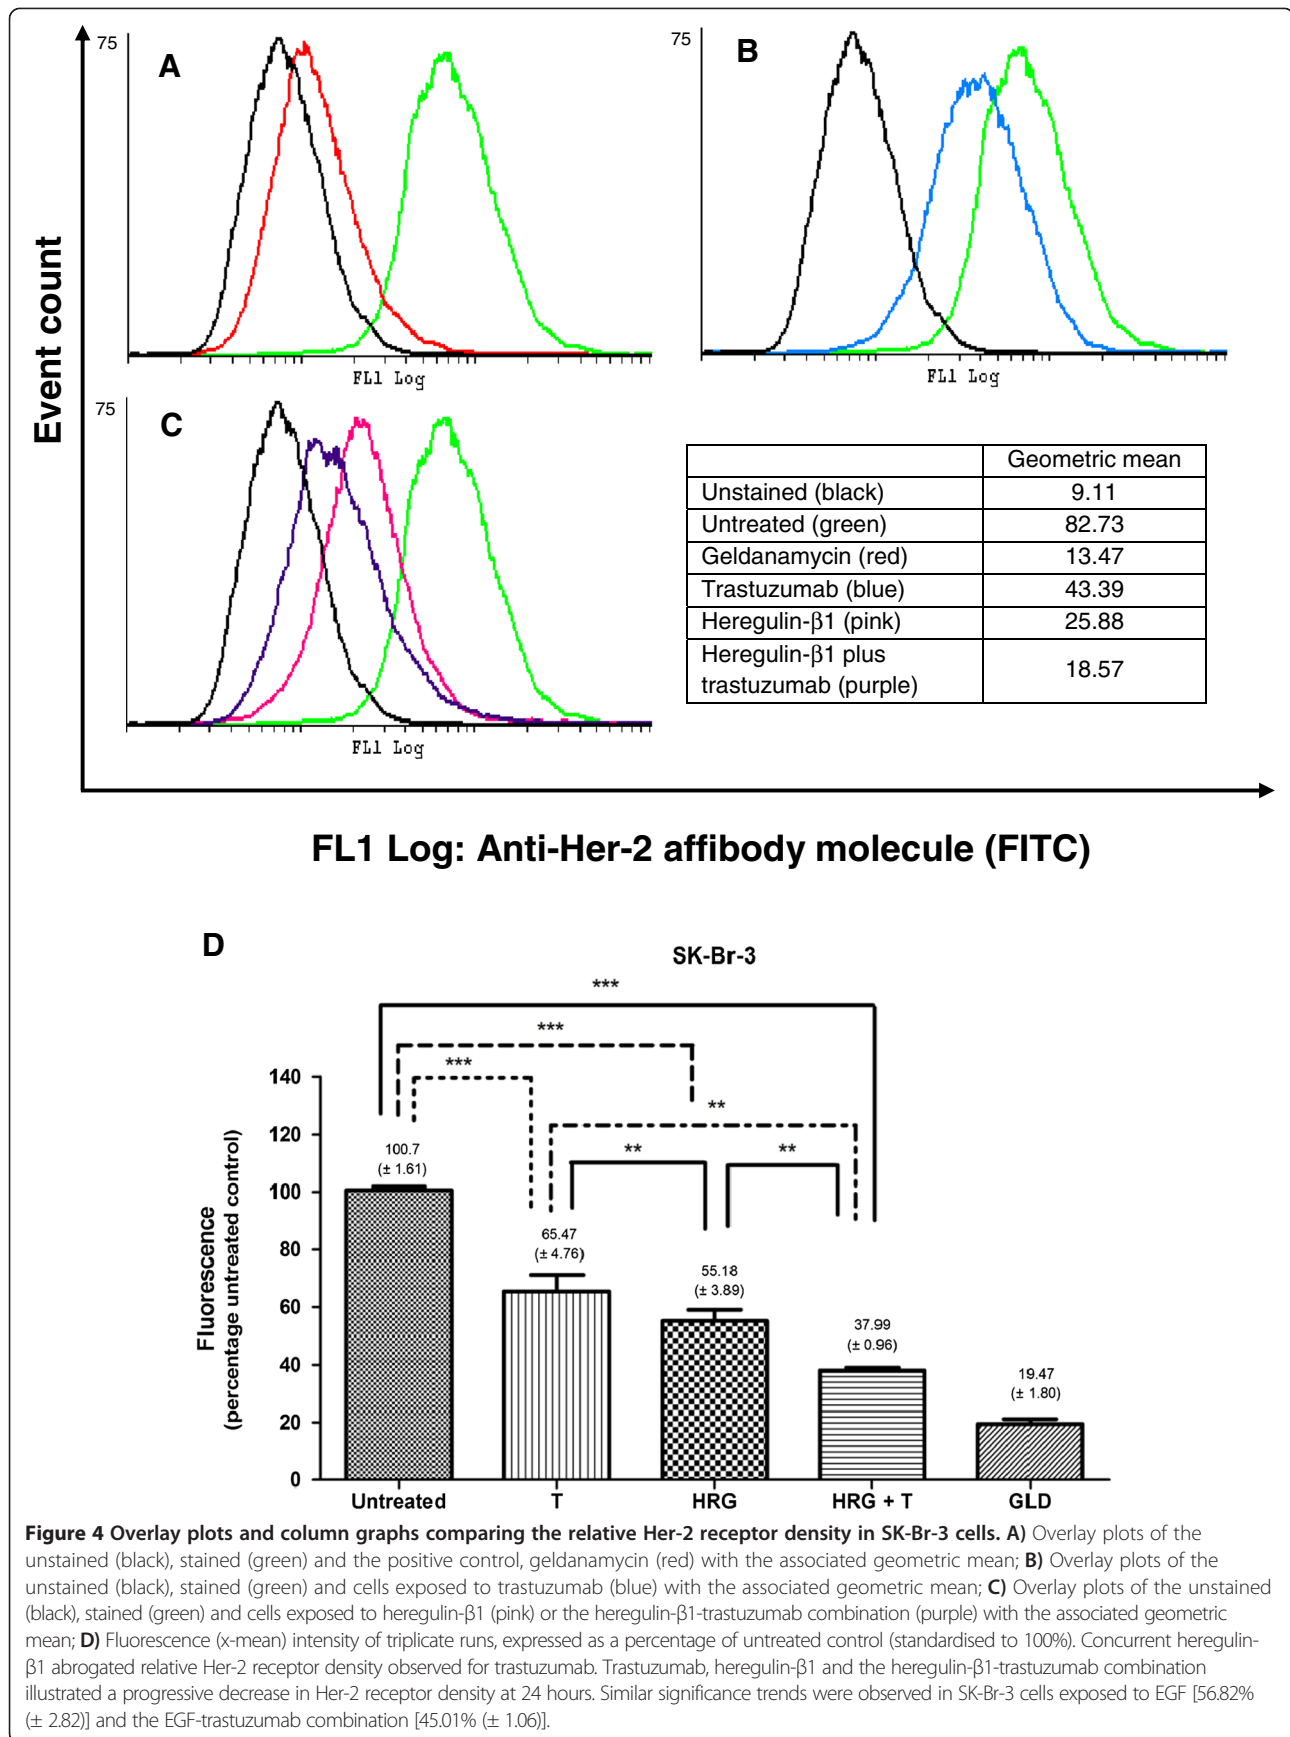 75
A
FL1 Log
75
B
FL1 Log
Event count
75
C
FL1 Log
Geometric mean
Unstained (black) 9.11
Untreated (green) 82.73
Geldanamycin (red) 13.47
Trastuzumab (blue) 43.39
Heregulin-β1 (pink) 25.88
Heregulin-β1 plus
trastuzumab (purple) 18.57
FL1 Log: Anti-Her-2 affibody molecule (FITC)
D
SK-Br-3
***
***
***
**
**
**
Fluorescence
(percentage untreated control)
140
120
100
80
60
40
20
0
100.7
(± 1.61)
65.47
(± 4.76)
55.18
(± 3.89)
37.99
(± 0.96)
19.47
(± 1.80)
Untreated T HRG HRG + T GLD
Figure 4 Overlay plots and column graphs comparing the relative Her-2 receptor density in SK-Br-3 cells. A) Overlay plots of the
unstained (black), stained (green) and the positive control, geldanamycin (red) with the associated geometric mean; B) Overlay plots of the
unstained (black), stained (green) and cells exposed to trastuzumab (blue) with the associated geometric mean; C) Overlay plots of the unstained
(black), stained (green) and cells exposed to heregulin-β1 (pink) or the heregulin-β1-trastuzumab combination (purple) with the associated geometric
mean; D) Fluorescence (x-mean) intensity of triplicate runs, expressed as a percentage of untreated control (standardised to 100%). Concurrent heregulin-
β1 abrogated relative Her-2 receptor density observed for trastuzumab. Trastuzumab, heregulin-β1 and the heregulin-β1-trastuzumab combination
illustrated a progressive decrease in Her-2 receptor density at 24 hours. Similar significance trends were observed in SK-Br-3 cells exposed to EGF [56.82%
(± 2.82)] and the EGF-trastuzumab combination [45.01% (± 1.06)].